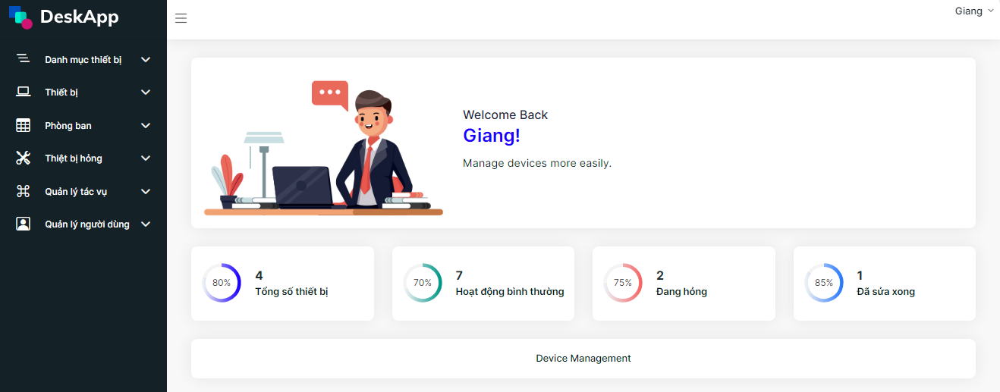 DeskApp
Giang
Danh mục thiết bị
Thiết bị
Phòng ban
Thiệt bị hỏng
Quản lý tác vụ
Quản lý người dùng
Welcome Back
Giang!
Manage devices more easily.
80%
4
Tổng số thiết bị
70%
7
Hoạt động bình thường
75%
2
Đang hỏng
85%
1
Đã sửa xong
Device Management